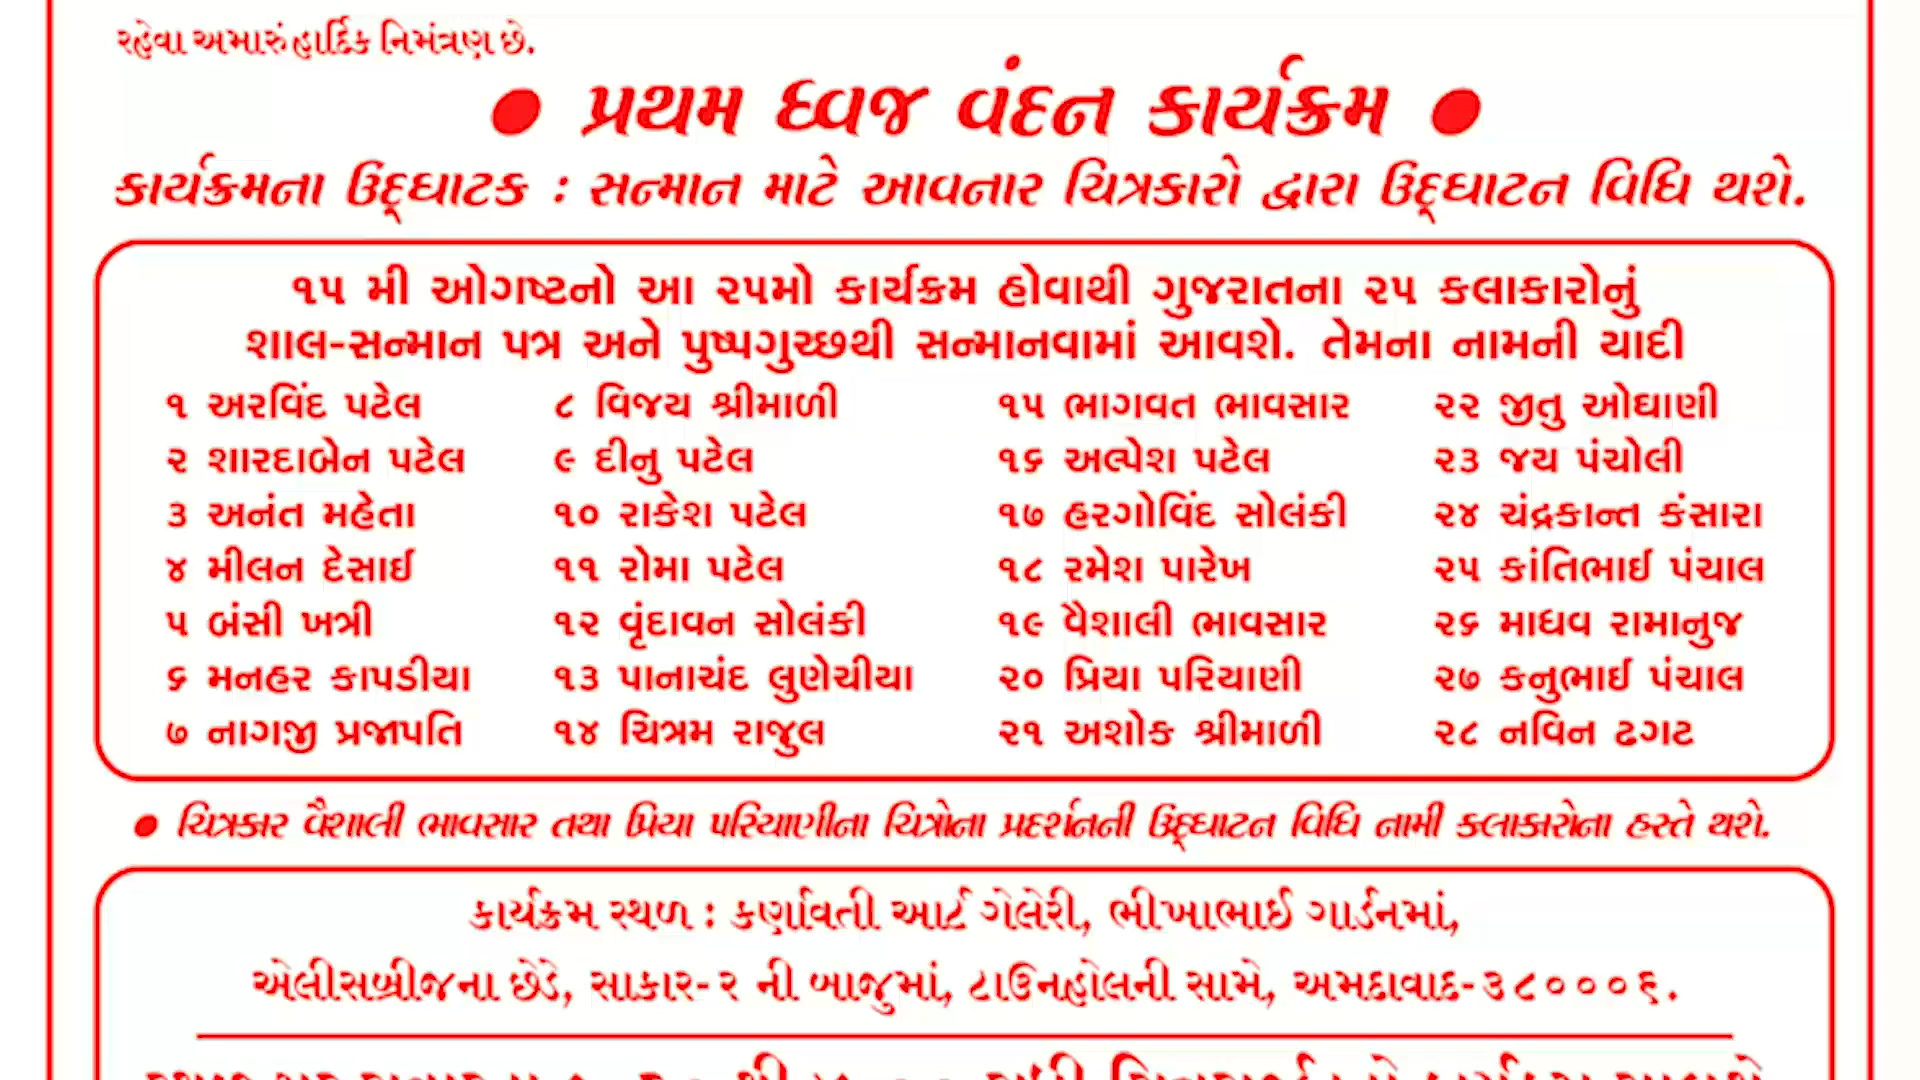 રહેવા અમારું હાર્દિક નિમંત્રણ છે.
● પ્રથમ ધ્વજ વંદન કાર્યક્રમ ●
કાર્યક્રમના ઉદ્‌ઘાટક : સન્માન માટે આવનાર ચિત્રકારો દ્વારા ઉદ્‌ઘાટન વિધિ થશે.
૧૫ મી ઓગષ્ટનો આ ૨૫મો કાર્યક્રમ હોવાથી ગુજરાતના ૨૫ કલાકારોનું
શાલ-સન્માન પત્ર અને પુષ્પગુચ્છથી સન્માનવામાં આવશે. તેમના નામની યાદી
૧ અરવિંદ પટેલ
૨ શારદાબેન પટેલ
૩ અનંત મહેતા
૪ મીલન દેસાઈ
૫ બંસી ખત્રી
૬ મનહર કાપડીયા
૭ નાગજી પ્રજાપતિ
૮ વિજય શ્રીમાળી
૯ દીનુ પટેલ
૧૦ રાકેશ પટેલ
૧૧ રોમા પટેલ
૧૨ વૃંદાવન સોલંકી
૧૩ પાનાચંદ લુણેચીયા
૧૪ ચિત્રમ રાજુલ
૧૫ ભાગવત ભાવસાર
૧૬ અલ્પેશ પટેલ
૧૭ હરગોવિંદ સોલંકી
૧૮ રમેશ પારેખ
૧૯ વૈશાલી ભાવસાર
૨૦ પ્રિયા પરિયાણી
૨૧ અશોક શ્રીમાળી
૨૨ જીતુ ઓઘાણી
૨૩ જય પંચોલી
૨૪ ચંદ્રકાન્ત કંસારા
૨૫ કાંતિભાઈ પંચાલ
૨૬ માધવ રામાનુજ
૨૭ કનુભાઈ પંચાલ
૨૮ નવિન ઢગટ
● ચિત્રકાર વૈશાલી ભાવસાર તથા પ્રિયા પરિયાણીના ચિત્રોના પ્રદર્શનની ઉદ્‌ઘાટન વિધિ નામી કલાકારોના હસ્તે થશે.
કાર્યક્રમ સ્થળ : કર્ણાવતી આર્ટ ગેલેરી, ભીખાભાઈ ગાર્ડનમાં,
એલીસબ્રીજના છેડે, સાકાર-૨ ની બાજુમાં, ટાઉનહોલની સામે, અમદાવાદ-૩૮૦૦૦૬.